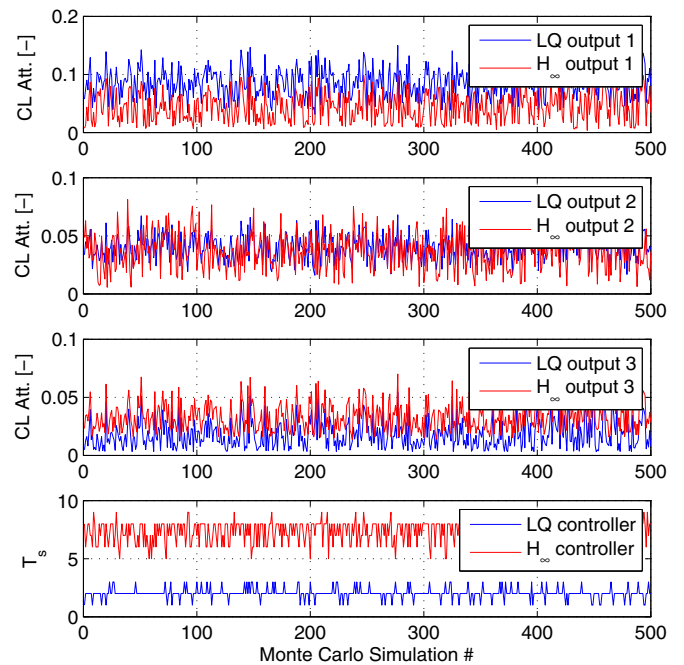 0.2
0.1
0
CL Att. [−]
LQ output 1
H∞ output 1
0 100 200 300 400 500
0.1
0.05
0
CL Att. [−]
LQ output 2
H∞ output 2
0 100 200 300 400 500
0.1
0.05
0
CL Att. [−]
LQ output 3
H∞ output 3
0 100 200 300 400 500
10
5
0
Ts
LQ controller
H∞ controller
0 100 200 300 400 500
Monte Carlo Simulation #